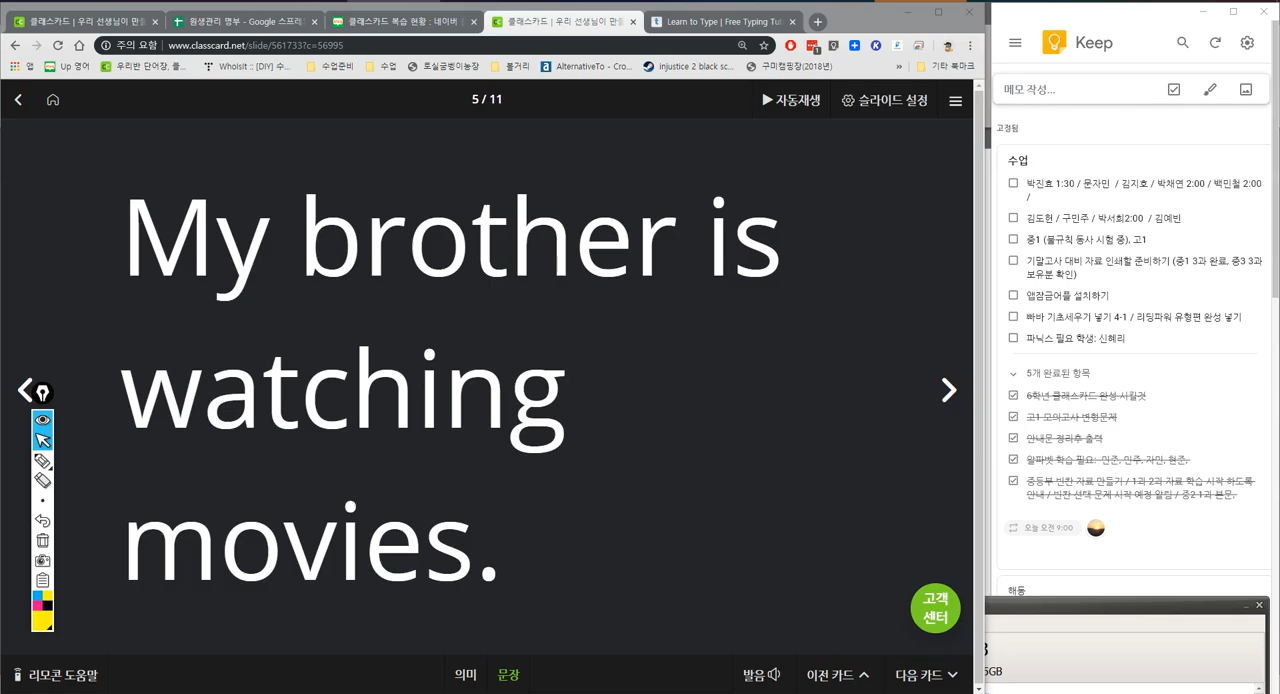 클래스카드 | 우리 선생님이 만들
원생관리 명부 - Google 스프레
클래스카드 복습 현황 : 네이버
클래스카드 | 우리 선생님이 만들
Learn to Type | Free Typing Tut
주의 요함 | www.classcard.net/slide/561733?c=56995
앱
Up 영어
우리반 단어장, 클...
WhoisIt :: [DIY] 수...
수업준비
수업
토실굼벵이농장
볼거리
AlternativeTo - Cro...
injustice 2 black sc...
구미캠핑장(2018년)
»
기타 북마크
5 / 11
자동재생
슬라이드 설정
My brother is
watching
movies.
고객
센터
리모콘 도움말
의미
문장
발음
이전 카드
다음 카드
Keep
메모 작성...
고정됨
수업
박진효 1:30 / 문자민 / 김지호 / 박채연 2:00 / 백민철 2:00
/
김도현 / 구민주 / 박서희2:00 / 김예빈
중1 (불규칙 동사 시험 중), 고1
기말고사 대비 자료 인쇄할 준비하기 (중1 3과 완료, 중3 3과
보유분 확인)
앱잠금어플 설치하기
빠바 기초세우기 넣기 4-1 / 리딩파워 유형편 완성 넣기
파닉스 필요 학생: 신혜리
5개 완료된 항목
6학년 클래스카드 완성 시킬것
고1 모의고사 변형문제
안내문 정리후 출력
알파벳 학습 필요: 민준, 민주, 자민, 현준,
중등부 빈칸 자료 만들기 / 1과 2과 자료 학습 시작 하도록
안내 / 빈칸 선택 문제 시작 예정 알림 / 중2 1과 본문,
오늘 오전 9:00
해동